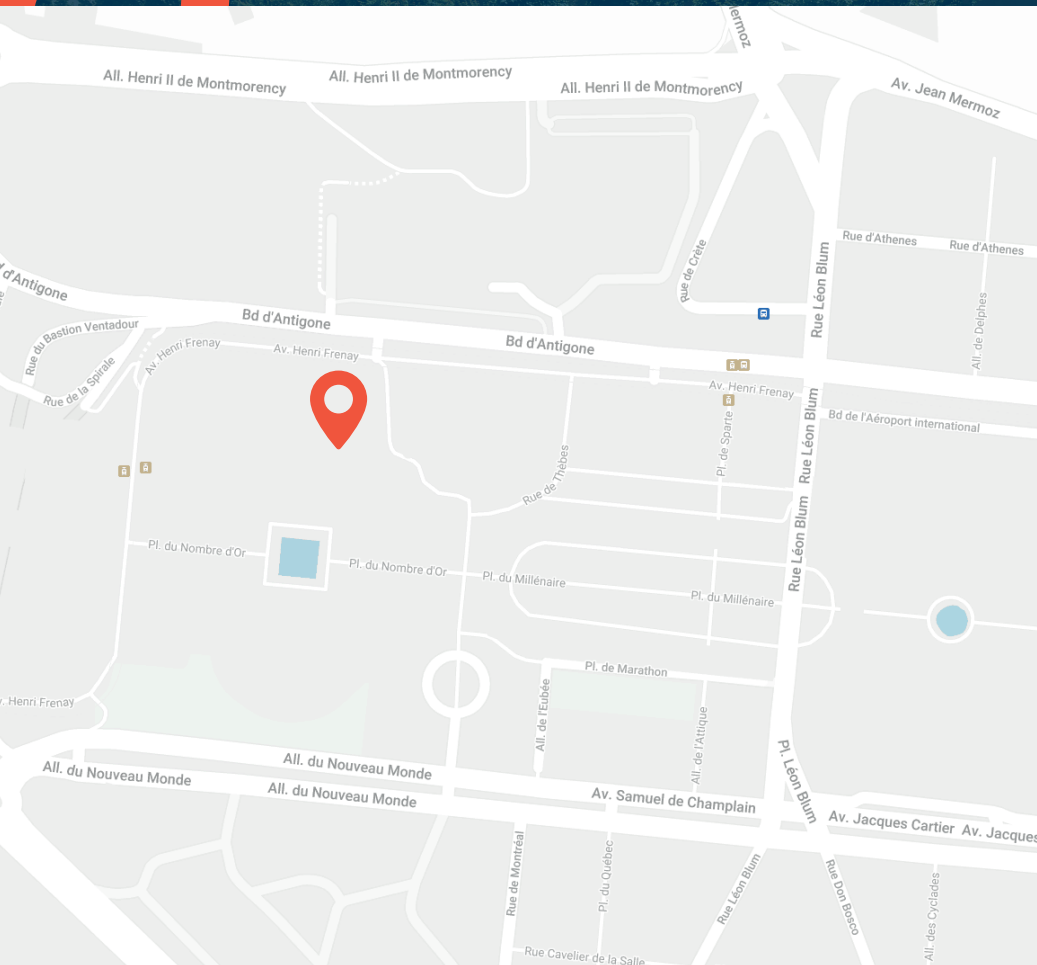 ermoz
All. Henri II de Montmorency
All. Henri II de Montmorency
All. Henri II de Montmorency
Av. Jean Mermoz
Rue d'Athenes
Rue d'Athenes
Rue de Crète
Rue Léon Blum
d'Antigone
All. de Delphes
Bd d'Antigone
Bd d'Antigone
Rue du Bastion Ventadour
Av. Henri Frenay
Av. Henri Frenay
Rue de la Spirale
Av. Henri Frenay
Bd de l'Aéroport International
Rue Léon Blum
Pl. de Sparte
Rue de Thèbes
Rue Léon Blum
Pl. du Nombre d'Or
Pl. du Nombre d'Or
Pl. du Millénaire
Pl. du Millénaire
Pl. de Marathon
. Henri Frenay
All. de l'Eubée
All. de l'Attique
Pl. Léon Blum
All. du Nouveau Monde
All. du Nouveau Monde
All. du Nouveau Monde
Av. Samuel de Champlain
Av. Jacques Cartier
Av. Jacques
Rue de Montréal
Pl. du Québec
Rue Léon Blum
Rue Don Bosco
All. des Cyclades
Rue Cavelier de la Salle